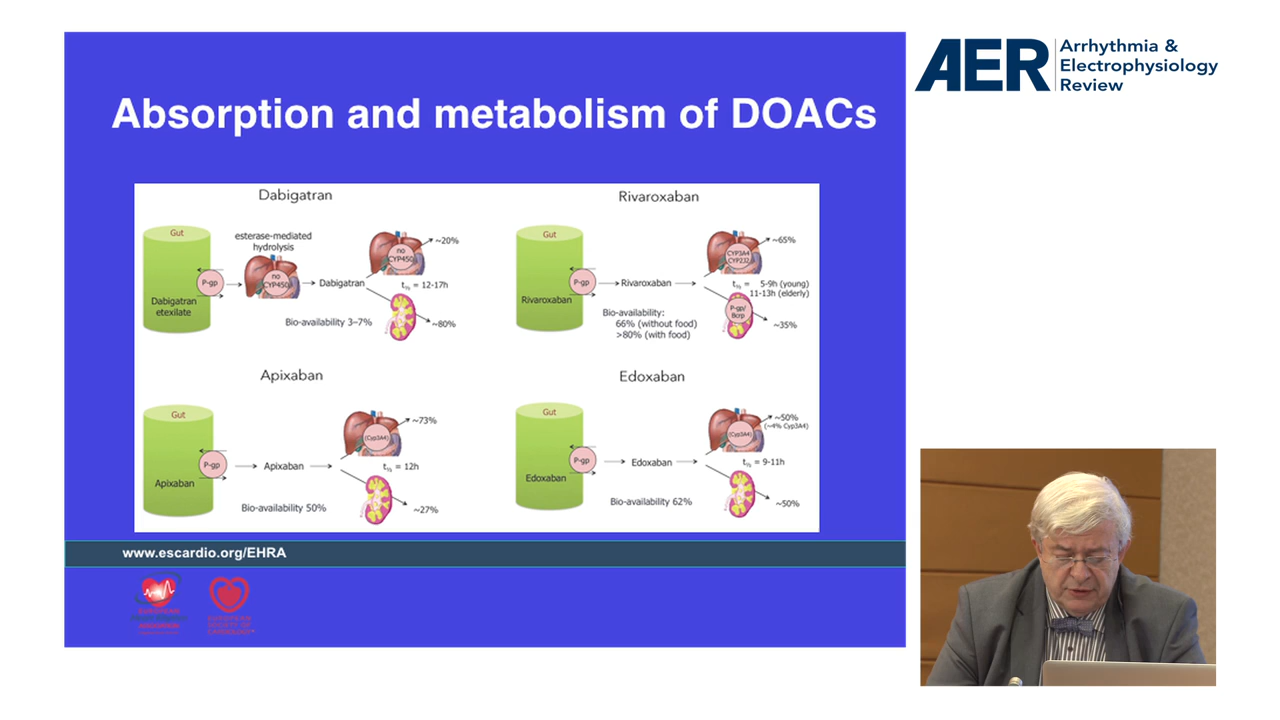 AER
Arrhythmia &
Electrophysiology
Review
Absorption and metabolism of DOACs
Dabigatran
Gut
esterase-mediated
hydrolysis
P-gp
no
CYP450
Dabigatran
etexilate
Dabigatran
no
CYP450
~20%
t½ = 12-17h
Bio-availability 3–7%
~80%
Rivaroxaban
Gut
P-gp
Rivaroxaban
Rivaroxaban
CYP3A4
CYP2J2
~65%
t½ = 5-9h (young)
11-13h (elderly)
P-gp/
Bcrp
Bio-availability:
66% (without food)
>80% (with food)
~35%
Apixaban
Gut
P-gp
Apixaban
Apixaban
(Cyp3A4)
~73%
t½ = 12h
Bio-availability 50%
~27%
Edoxaban
Gut
P-gp
Edoxaban
Edoxaban
(Cyp3A4)
~50%
(~4% Cyp3A4)
t½ = 9-11h
Bio-availability 62%
~50%
www.escardio.org/EHRA
EUROPEAN
SOCIETY OF
CARDIOLOGY®